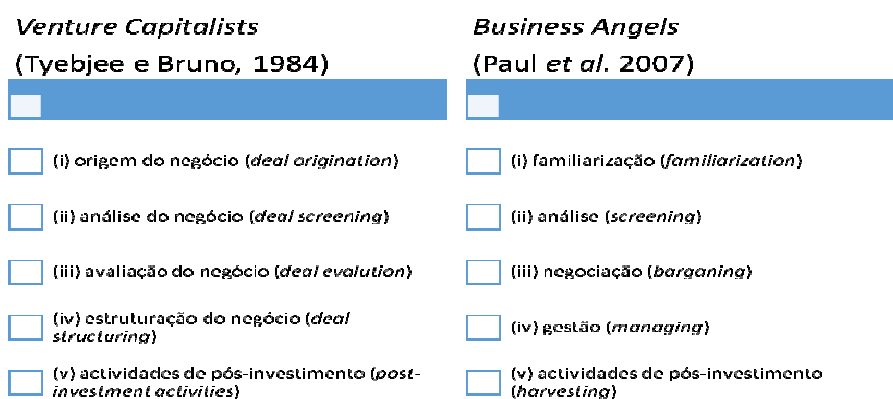 Venture Capitalists
(Tyebjee e Bruno, 1984)
(i) origem do negócio (deal origination)
(ii) análise do negócio (deal screening)
(iii) avaliação do negócio (deal evalution)
(iv) estruturação do negócio (deal
structuring)
(v) actividades de pós-investimento (post-
investment activities)
Business Angels
(Paul et al. 2007)
(i) familiarização (familiarization)
(ii) análise (screening)
(iii) negociação (barganing)
(iv) gestão (managing)
(v) actividades de pós-investimento
(harvesting)